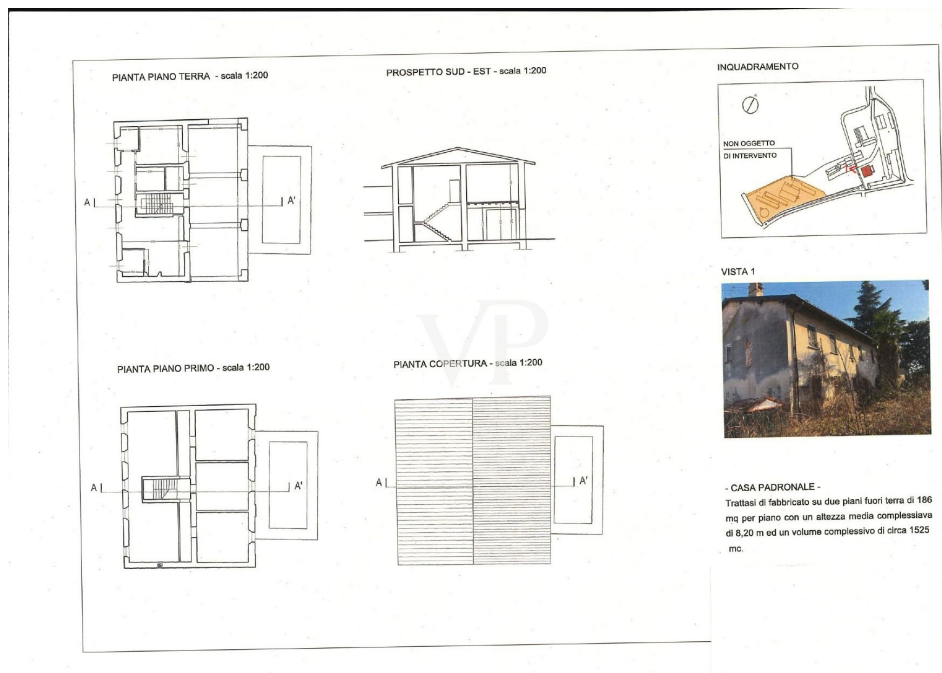 PIANTA PIANO TERRA - scala 1:200
PROSPETTO SUD - EST - scala 1:200
INQUADRAMENTO
NON OGGETTO
DI INTERVENTO
A
A'
VISTA 1
VP
PIANTA PIANO PRIMO - scala 1:200
PIANTA COPERTURA - scala 1:200
A
A'
A
A'
- CASA PADRONALE -
Trattasi di fabbricato su due piani fuori terra di 186
mq per piano con un altezza media complessiava
di 8,20 m ed un volume complessivo di circa 1525
mc.